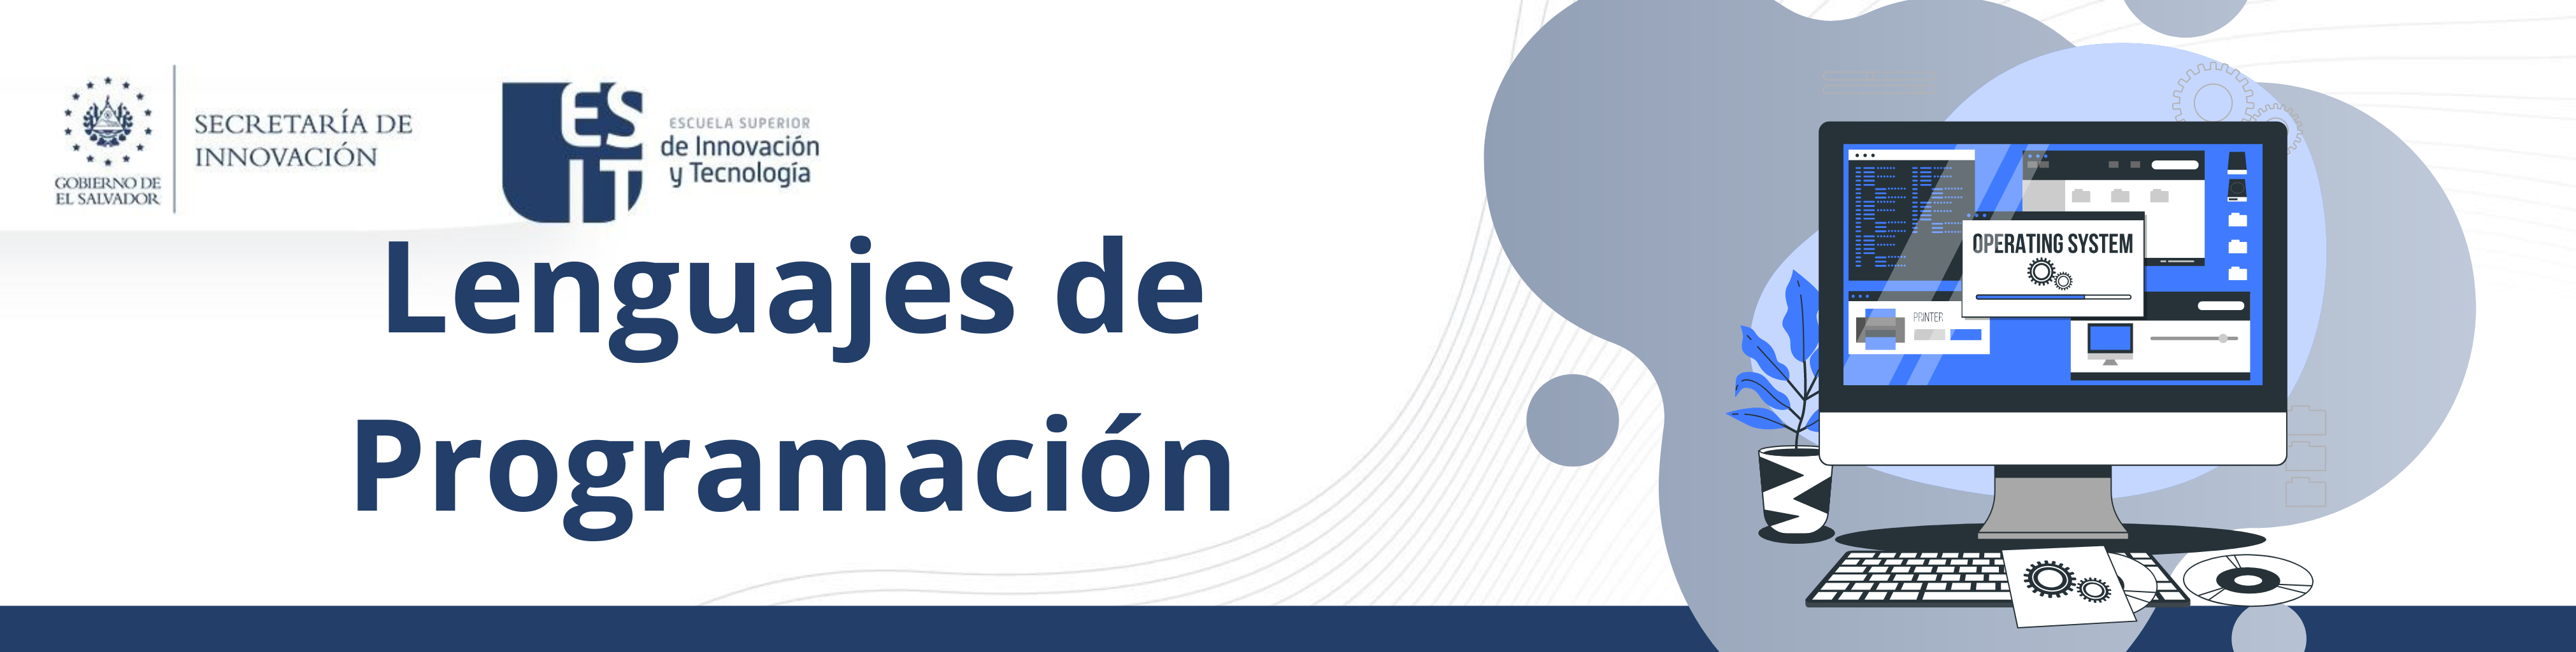 GOBIERNO DE
EL SALVADOR
SECRETARÍA DE
INNOVACIÓN
ES
IT
ESCUELA SUPERIOR
de Innovación
y Tecnología
Lenguajes de
Programación
OPERATING SYSTEM
PRINTER